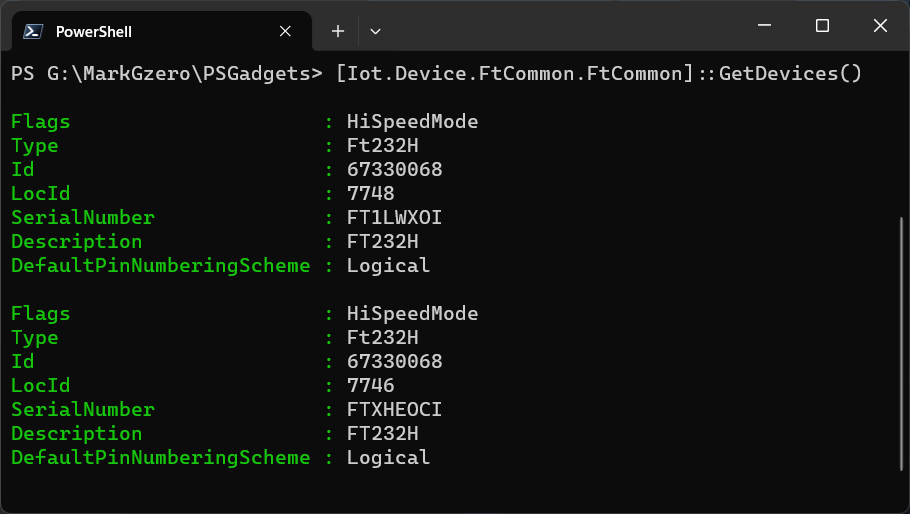 PowerShell
PS G:\MarkGzero\PSGadgets> [Iot.Device.FtCommon.FtCommon]::GetDevices()
Flags : HiSpeedMode
Type : Ft232H
Id : 67330068
LocId : 7748
SerialNumber : FT1LWXOI
Description : FT232H
DefaultPinNumberingScheme : Logical
Flags : HiSpeedMode
Type : Ft232H
Id : 67330068
LocId : 7746
SerialNumber : FTXHEOCI
Description : FT232H
DefaultPinNumberingScheme : Logical